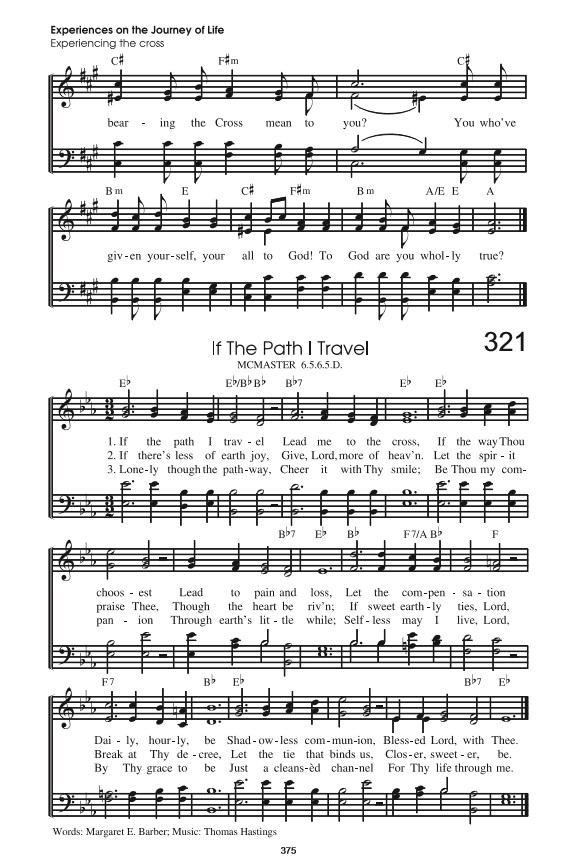 Experiences on the Journey of Life
Experiencing the cross
C♯ F♯m C♯
bear - ing the Cross mean to you? You who've
Bm E C♯ F♯m Bm A/E E A
giv-en your-self, your all to God! To God are you whol-ly true?
If The Path I Travel 321
MCMASTER 6.5.6.5.D.
E♭ E♭/B♭ B♭ B♭7 E♭ E♭
1. If the path I trav - el Lead me to the cross, If the way Thou
2. If there's less of earth joy, Give, Lord, more of heav'n. Let the spir - it
3. Lone-ly though the path-way, Cheer it with Thy smile; Be Thou my com-
B♭7 E♭ B♭ F7/A B♭ F
choos - est Lead to pain and loss, Let the com - pen - sa - tion
praise Thee, Though the heart be riv'n; If sweet earth - ly ties, Lord,
pan - ion Through earth's lit - tle while; Self - less may I live, Lord,
F7 B♭ E♭ B♭7 E♭
Dai - ly, hour - ly, be Shad - ow - less com - mun - ion, Bless - ed Lord, with Thee.
Break at Thy de - cree, Let the tie that binds us, Clos - er, sweet - er, be.
By Thy grace to be Just a cleans - èd chan - nel For Thy life through me.
Words: Margaret E. Barber; Music: Thomas Hastings
375